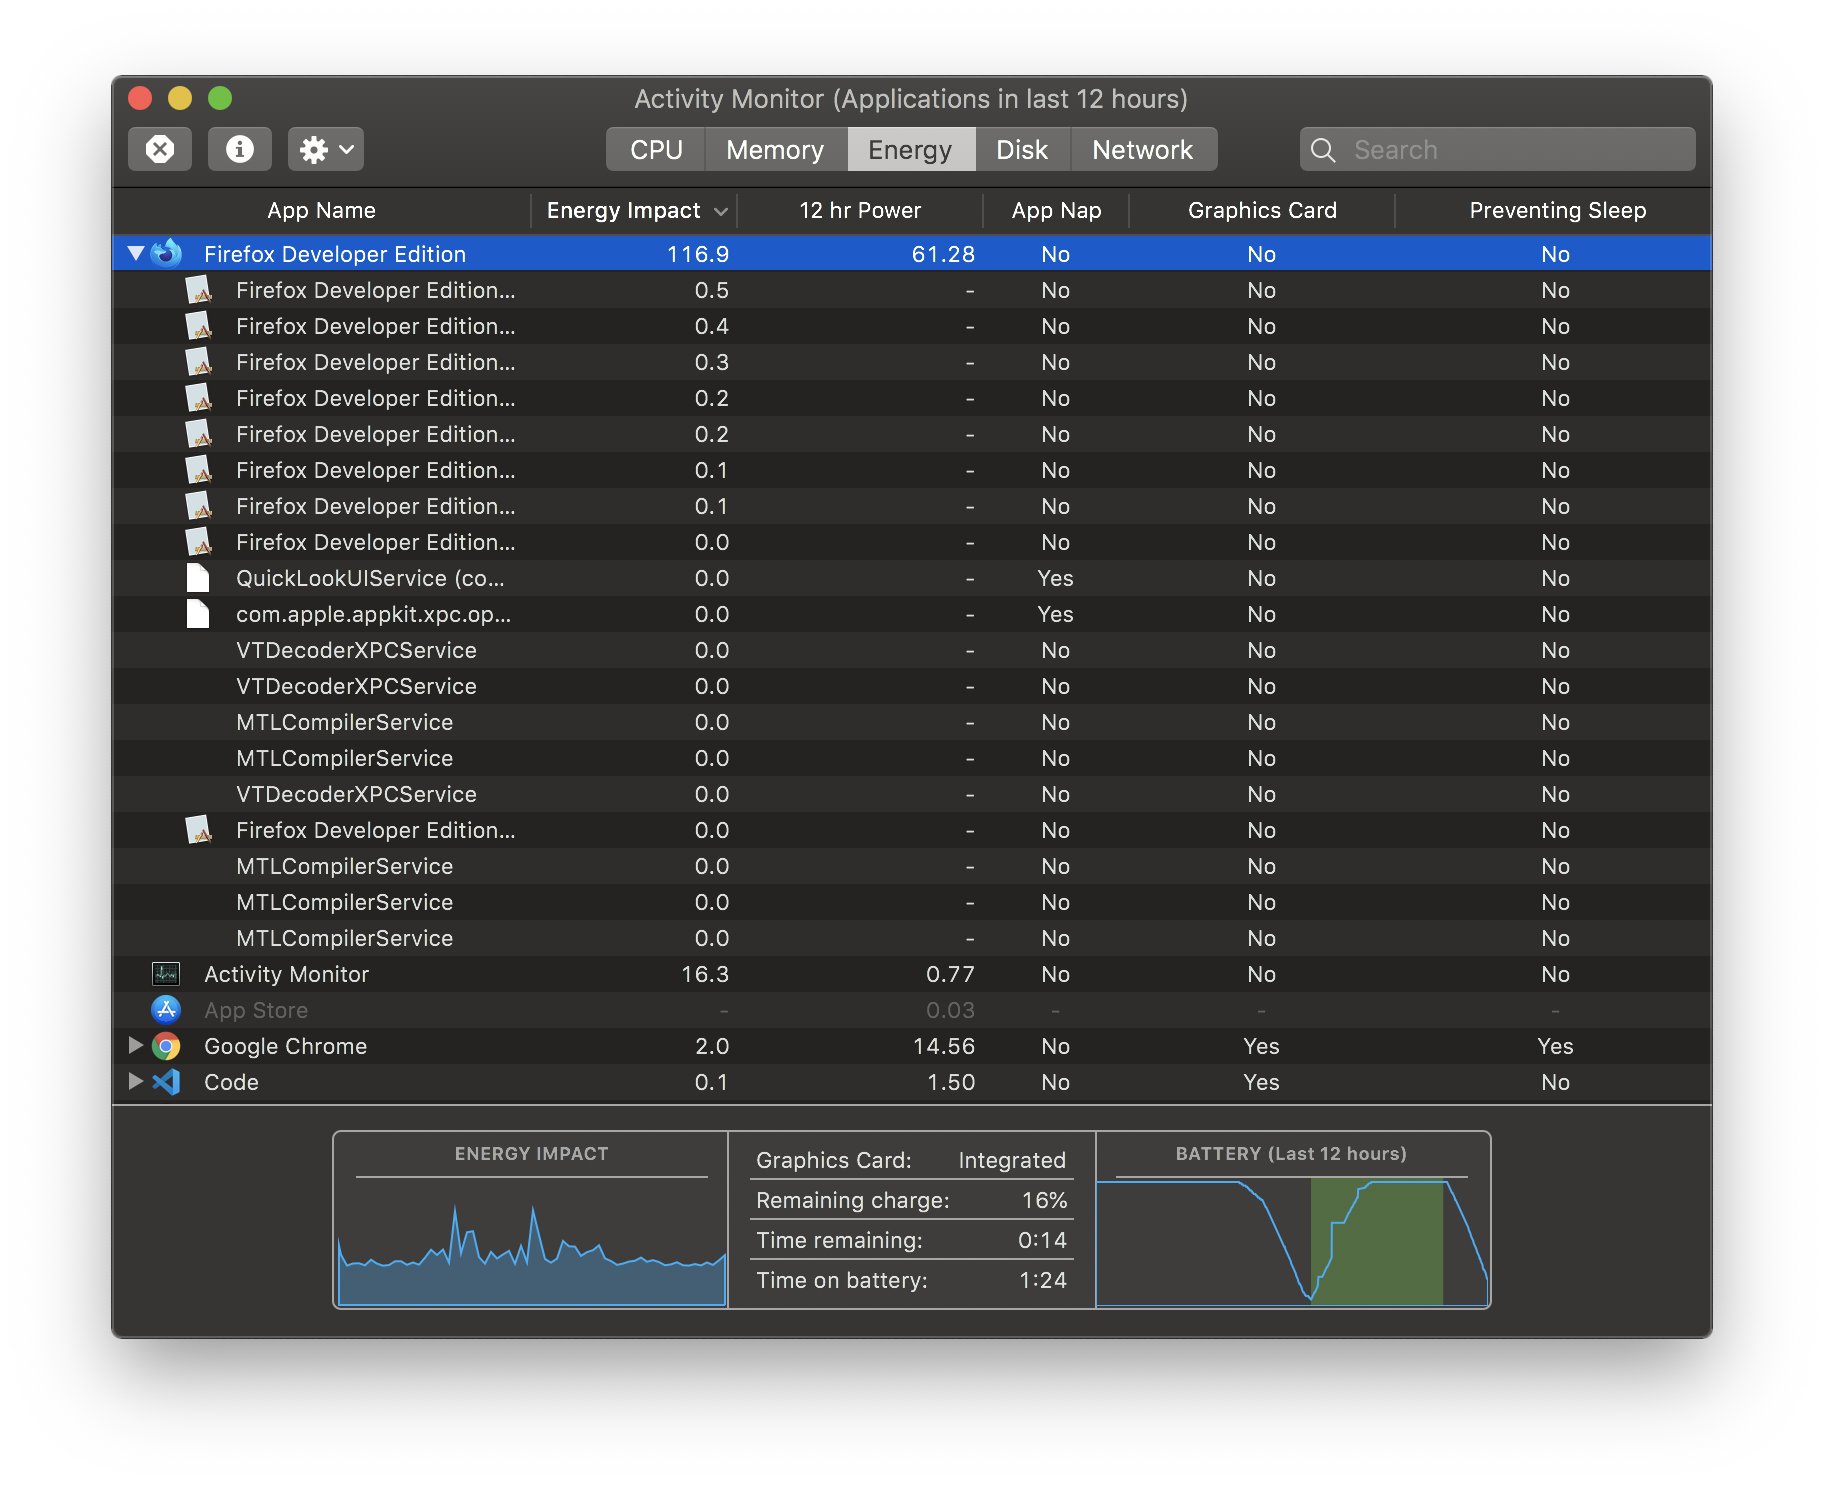 Activity Monitor (Applications in last 12 hours)
CPU Memory Energy Disk Network Search
App Name Energy Impact 12 hr Power App Nap Graphics Card Preventing Sleep
Firefox Developer Edition 116.9 61.28 No No No
Firefox Developer Edition... 0.5 - No No No
Firefox Developer Edition... 0.4 - No No No
Firefox Developer Edition... 0.3 - No No No
Firefox Developer Edition... 0.2 - No No No
Firefox Developer Edition... 0.2 - No No No
Firefox Developer Edition... 0.1 - No No No
Firefox Developer Edition... 0.1 - No No No
Firefox Developer Edition... 0.0 - No No No
QuickLookUIService (co... 0.0 - Yes No No
com.apple.appkit.xpc.op... 0.0 - Yes No No
VTDecoderXPCService 0.0 - No No No
VTDecoderXPCService 0.0 - No No No
MTLCompilerService 0.0 - No No No
MTLCompilerService 0.0 - No No No
VTDecoderXPCService 0.0 - No No No
Firefox Developer Edition... 0.0 - No No No
MTLCompilerService 0.0 - No No No
MTLCompilerService 0.0 - No No No
MTLCompilerService 0.0 - No No No
Activity Monitor 16.3 0.77 No No No
App Store - 0.03 - - -
Google Chrome 2.0 14.56 No Yes Yes
Code 0.1 1.50 No Yes No
ENERGY IMPACT
Graphics Card: Integrated
Remaining charge: 16%
Time remaining: 0:14
Time on battery: 1:24
BATTERY (Last 12 hours)